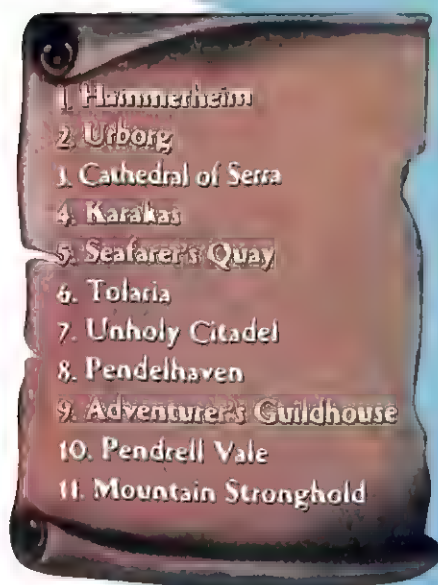 1. Hammerheim
2. Urborg
3. Cathedral of Serra
4. Karakas
5. Seafarer's Quay
6. Tolaria
7. Unholy Citadel
8. Pendelhaven
9. Adventurer's Guildhouse
10. Pendrell Vale
11. Mountain Stronghold